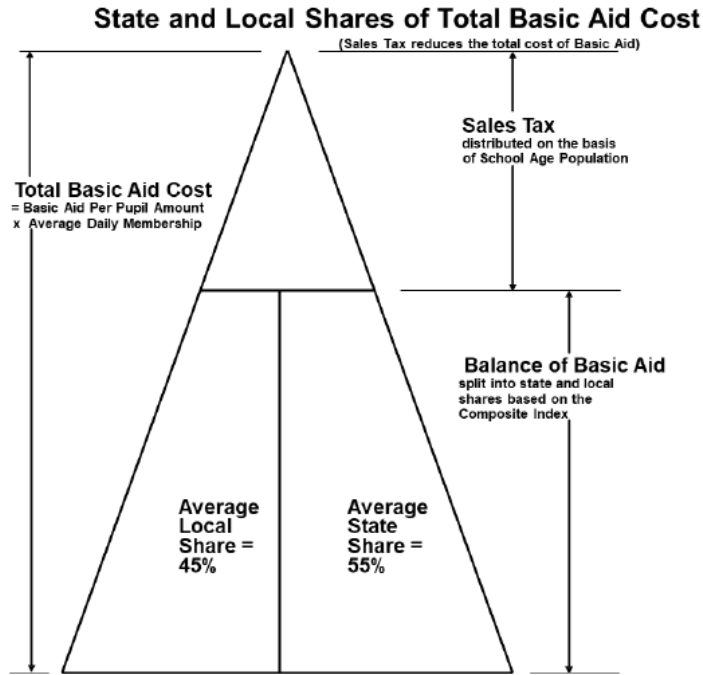 State and Local Shares of Total Basic Aid Cost
(Sales Tax reduces the total cost of Basic Aid)
Sales Tax
distributed on the basis
of School Age Population
Total Basic Aid Cost
= Basic Aid Per Pupil Amount
x Average Daily Membership
Balance of Basic Aid
split into state and local
shares based on the
Composite Index
Average
Local
Share =
45%
Average
State
Share =
55%